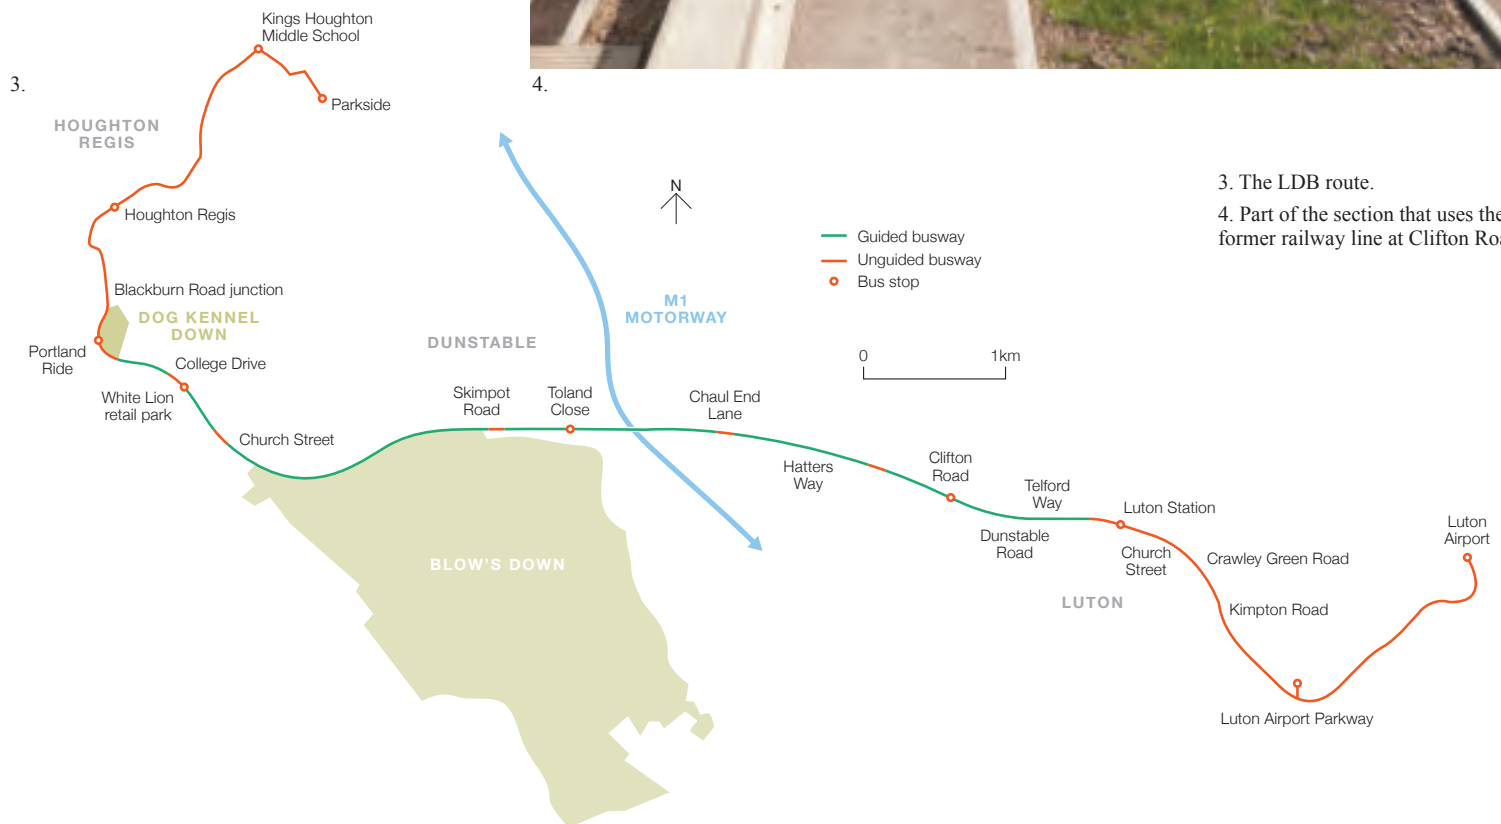 3.
4.
Kings Houghton
Middle School
Parkside
HOUGHTON
REGIS
Houghton Regis
Blackburn Road junction
DOG KENNEL
DOWN
Portland
Ride
College Drive
White Lion
retail park
Church Street
DUNSTABLE
Skimpot
Road
Toland
Close
N
M1
MOTORWAY
Guided busway
Unguided busway
Bus stop
0
1km
Chaul End
Lane
Hatters
Way
Clifton
Road
Telford
Way
Dunstable
Road
Luton Station
Church
Street
Crawley Green Road
Kimpton Road
LUTON
Luton
Airport
Luton Airport Parkway
BLOW'S DOWN
3. The LDB route.
4. Part of the section that uses the
former railway line at Clifton Roa